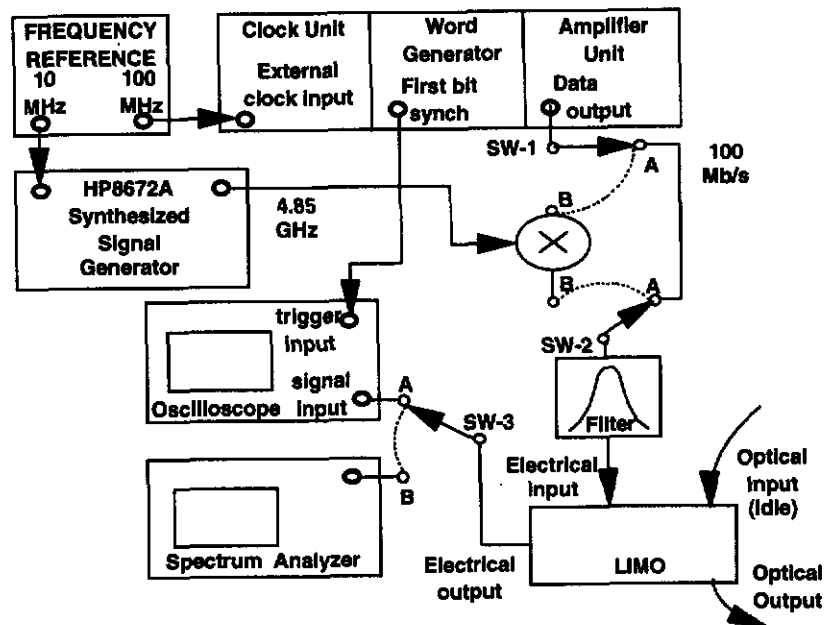 FREQUENCY
REFERENCE
10
MHz
100
MHz
Clock Unit
External
clock input
Word
Generator
First bit
synch
Amplifier
Unit
Data
output
SW-1
A
100
Mb/s
B
B
A
SW-2
HP8672A
Synthesized
Signal
Generator
4.85
GHz
trigger
input
signal
input
Oscilloscope
A
SW-3
B
Filter
Electrical
input
Optical
Input
(Idle)
Spectrum Analyzer
Electrical
output
LIMO
Optical
Output